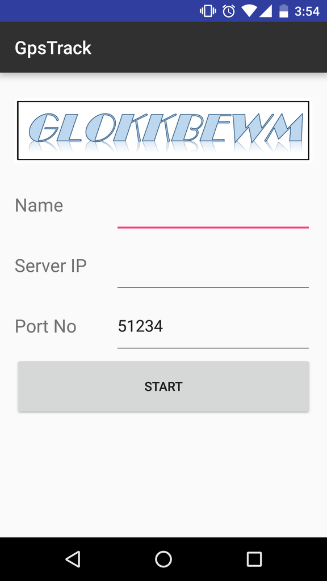 3:54
GpsTrack
GLOKKBEWM
Name
Server IP
Port No 51234
START